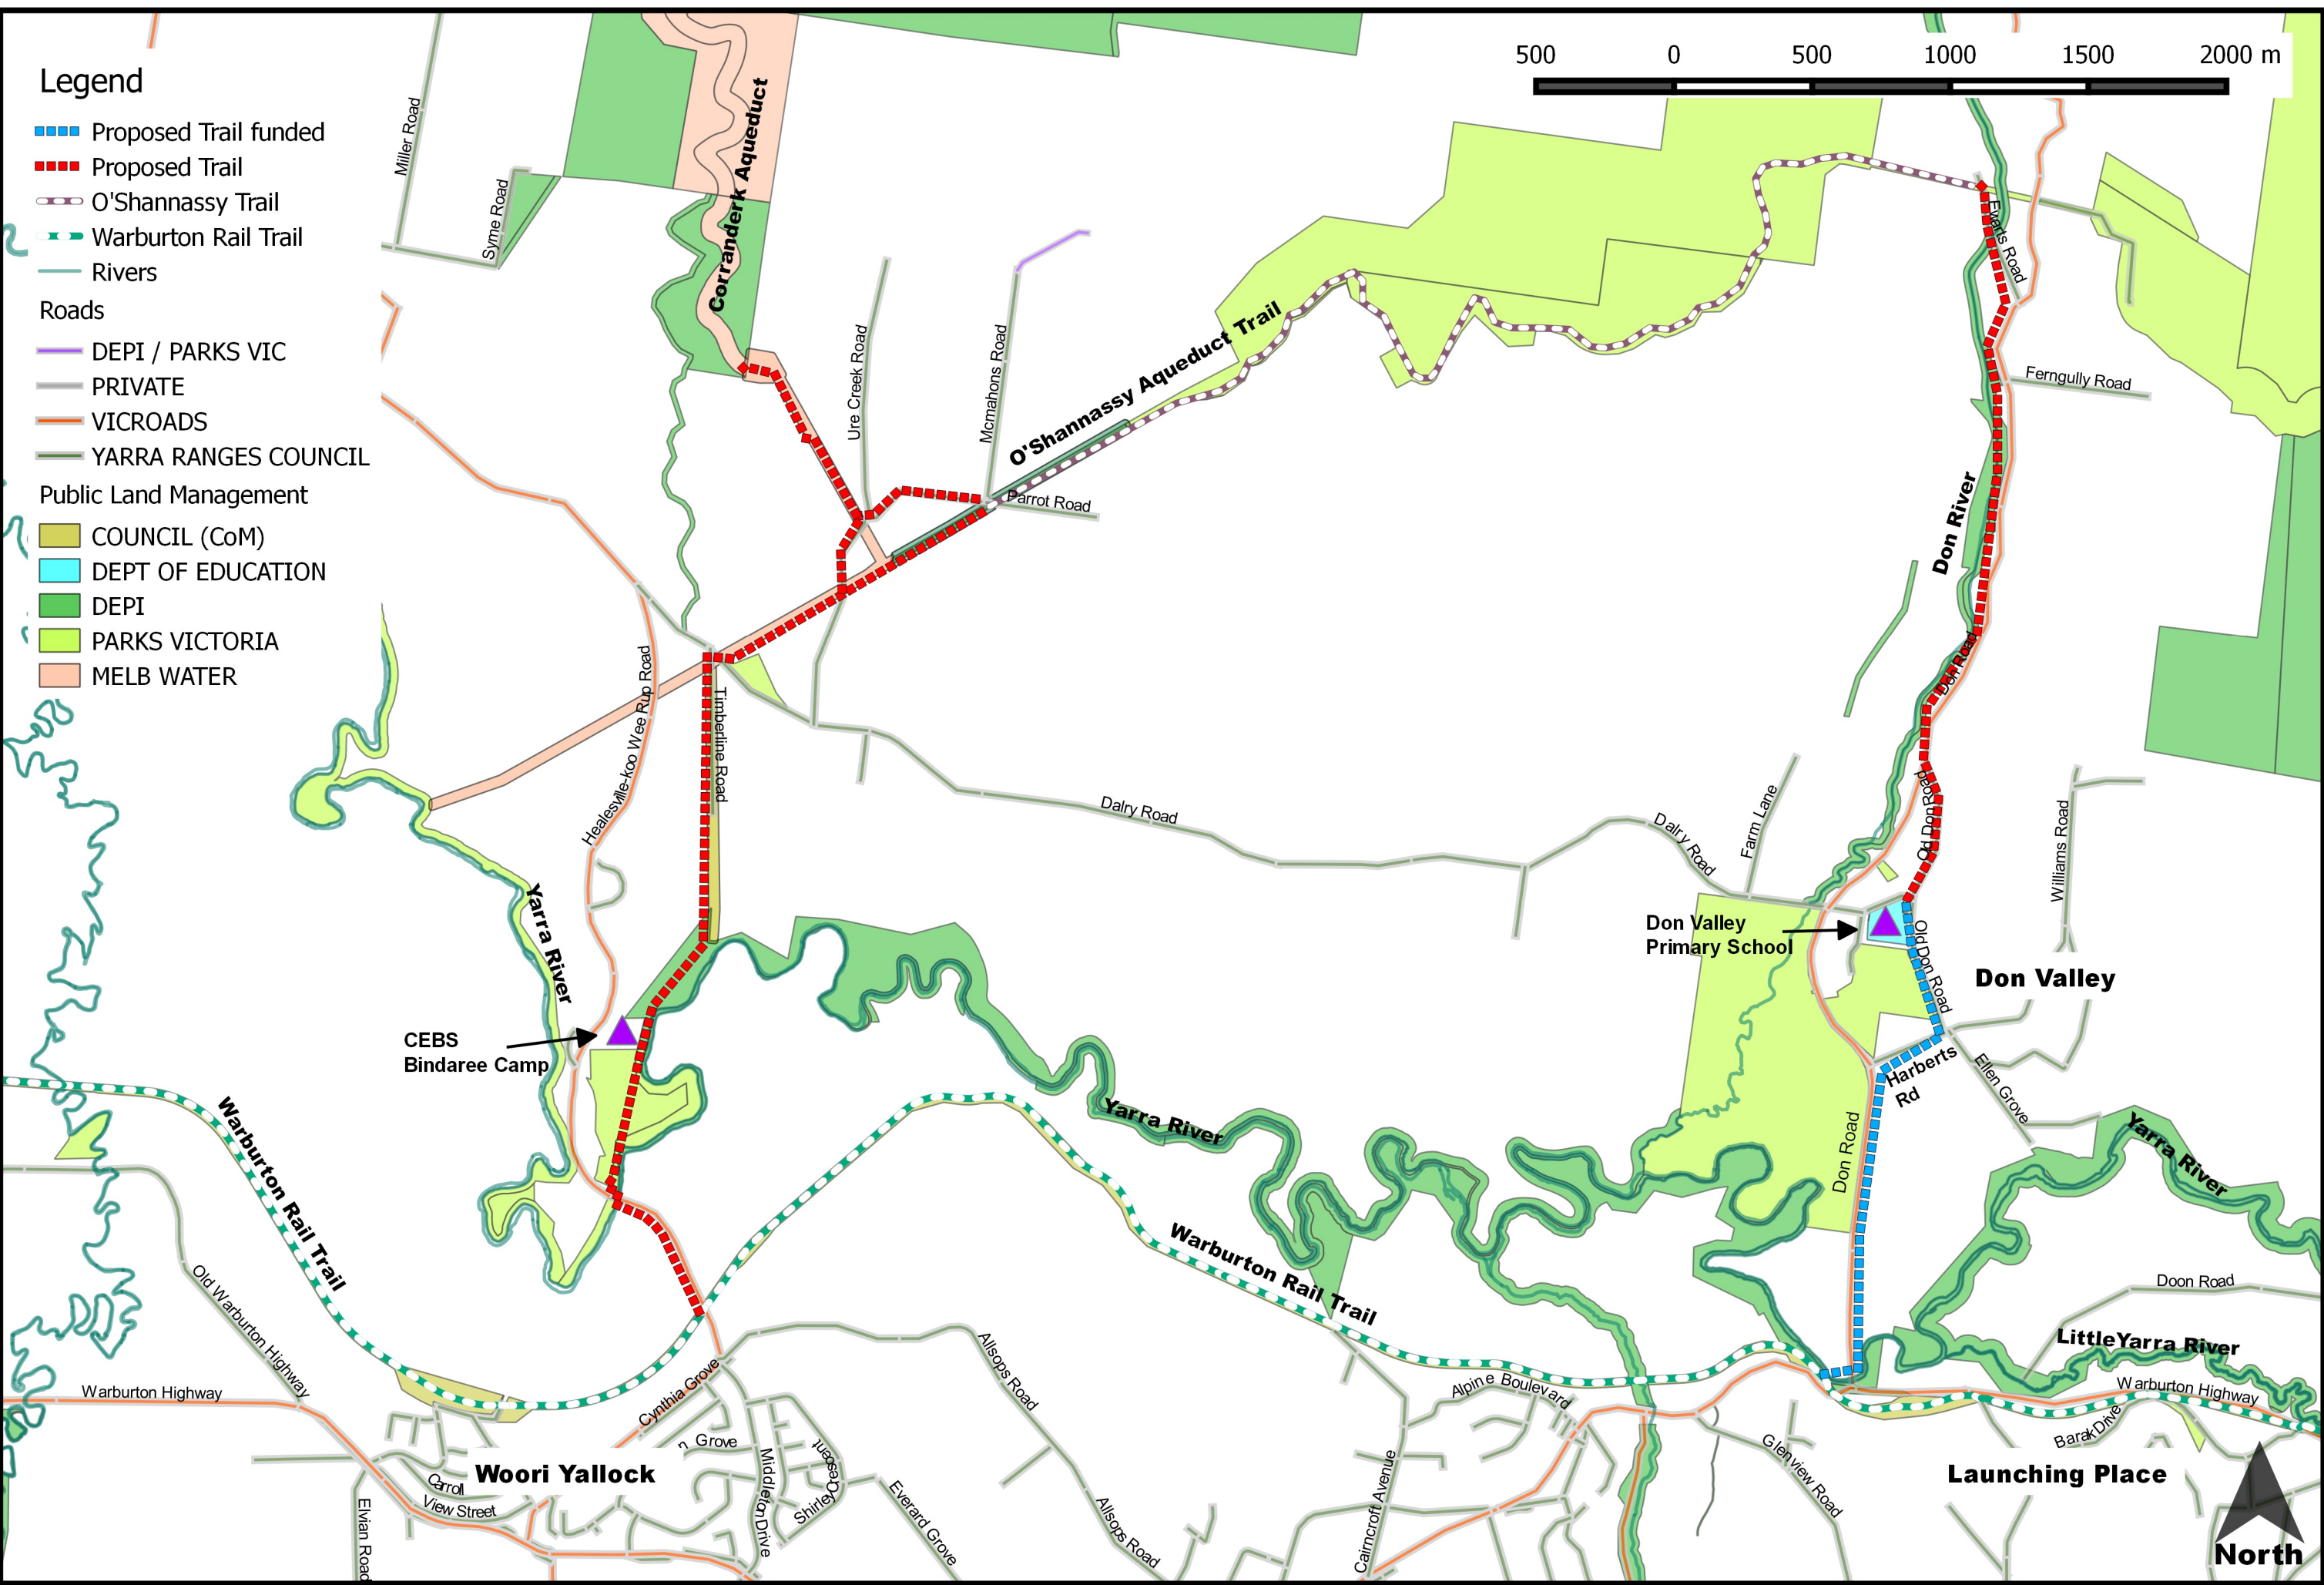 500 0 500 1000 1500 2000 m
Legend
Proposed Trail funded
Proposed Trail
O'Shannassy Trail
Warburton Rail Trail
Rivers
Roads
DEPI / PARKS VIC
PRIVATE
VICROADS
YARRA RANGES COUNCIL
Public Land Management
COUNCIL (CoM)
DEPT OF EDUCATION
DEPI
PARKS VICTORIA
MELB WATER
Miller Road
Syme Road
Corranderk Aqueduct
Ure Creek Road
Mcmahons Road
O'Shannassy Aqueduct Trail
Parrot Road
Ewarts Road
Ferngully Road
Don River
Don Road
Old Don Road
Healesville-koo Wee Rup Road
Timberline Road
Dalry Road
Dalry Road
Farm Lane
Williams Road
Yarra River
Don Valley
Primary School
Old Don Road
Don Valley
CEBS
Bindaree Camp
Harberts
Rd
Ellen Grove
Warburton Rail Trail
Yarra River
Don Road
Yarra River
Warburton Rail Trail
Old Warburton Highway
Doon Road
LittleYarra River
Warburton Highway
Warburton Highway
Cynthia Grove
Allsops Road
Alpine Boulevard
Barak Drive
n Grove
Middleton Drive
Shirley Crescent
Woori Yallock
Carroll
View Street
Elvian Road
Everard Grove
Allsops Road
Cairncroft Avenue
Glenview Road
Launching Place
North